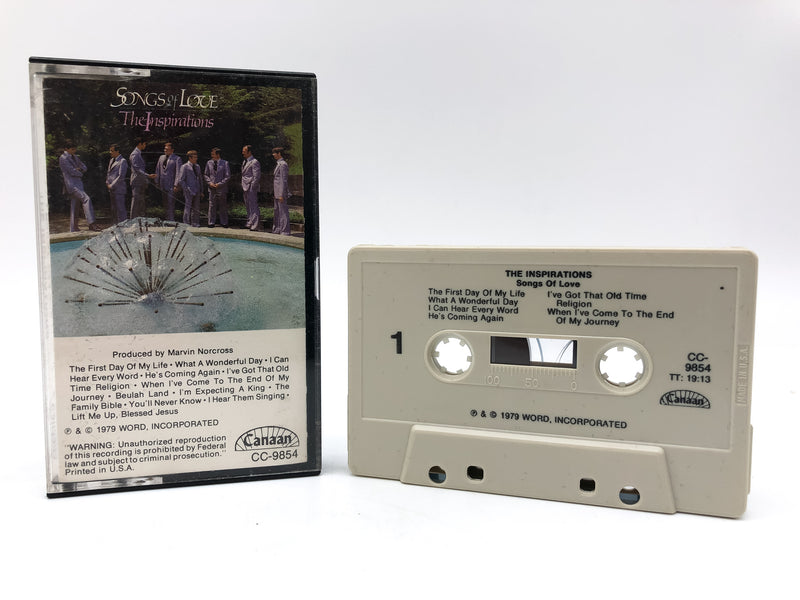 SONGS of LOVE
The Inspirations
Produced by Marvin Norcross
The First Day Of My Life • What A Wonderful Day • I Can
Hear Every Word • He's Coming Again • I've Got That Old
Time Religion • When I've Come To The End Of My
Journey • Beulah Land • I'm Expecting A King • The
Family Bible • You'll Never Know • I Hear Them Singing •
Lift Me Up, Blessed Jesus
℗ & © 1979 WORD, INCORPORATED
"WARNING: Unauthorized reproduction
of this recording is prohibited by Federal
law and subject to criminal prosecution."
Printed in U.S.A.
Canaan
CC-9854
THE INSPIRATIONS
Songs Of Love
The First Day Of My Life
What A Wonderful Day
I Can Hear Every Word
He's Coming Again
I've Got That Old Time
Religion
When I've Come To The End
Of My Journey
1
100 50 0
CC-
9854
TT: 19:13
Canaan
MADE IN U.S.A.
℗ & © 1979 WORD, INCORPORATED